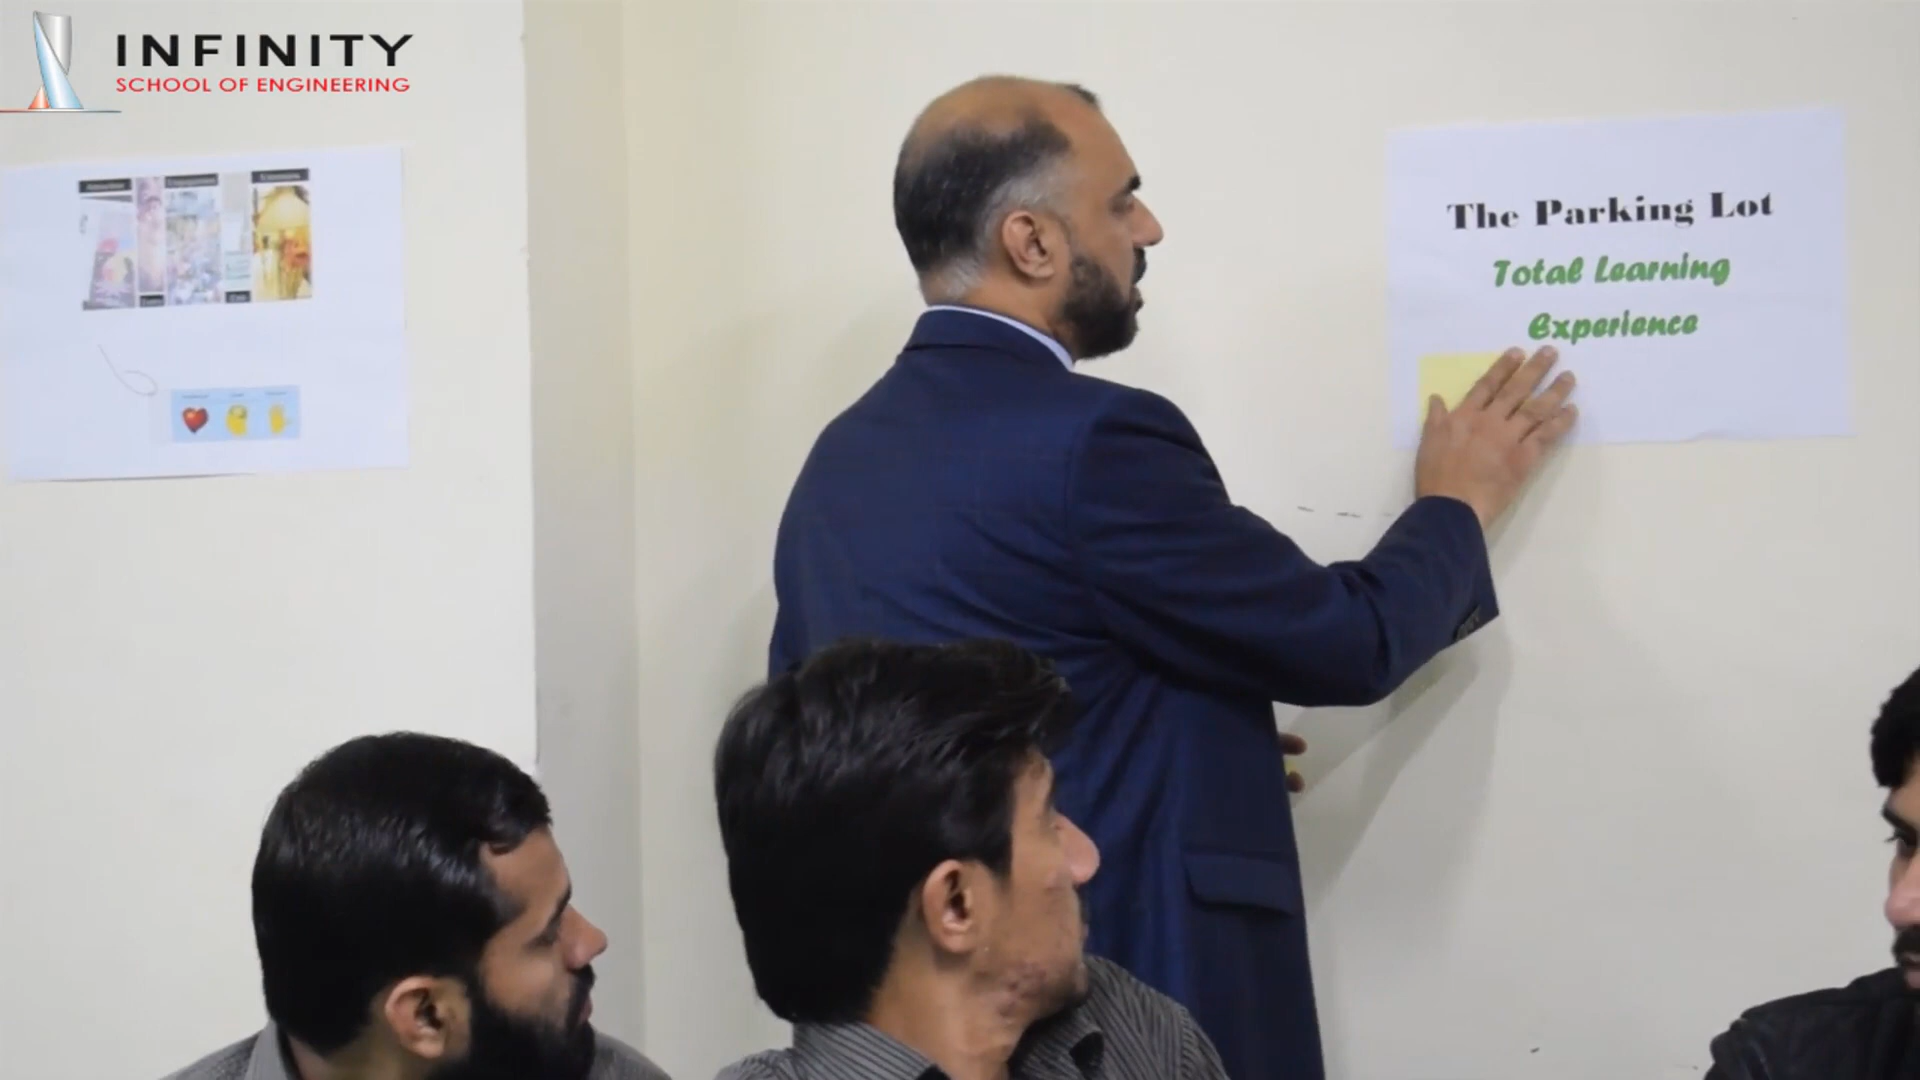 INFINITY
SCHOOL OF ENGINEERING
The Parking Lot
Total Learning
Experience